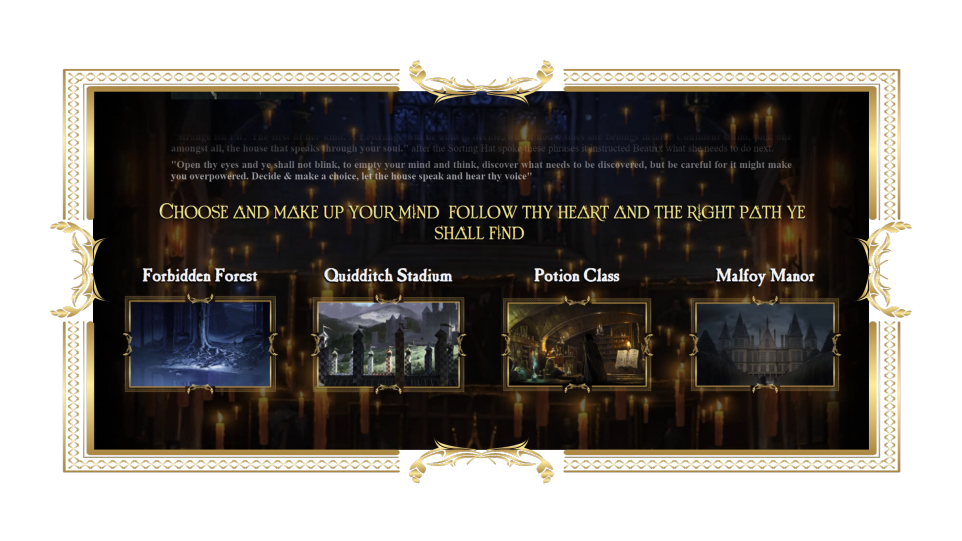 amongst all, the house that speaks through your soul." after the Sorting Hat spoke these phrases it instructed Beatrix what she needs to do next.
"Open thy eyes and ye shall not blink, to empty your mind and think, discover what needs to be discovered, but be careful for it might make
you overpowered. Decide & make a choice, let the house speak and hear thy voice"
Choose and make up your mind follow thy heart and the right path ye
shall find
Forbidden Forest
Quidditch Stadium
Potion Class
Malfoy Manor